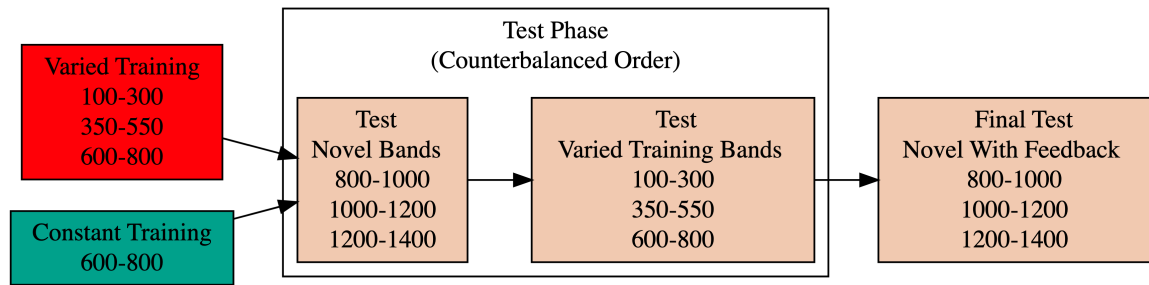 Varied Training
100-300
350-550
600-800
Constant Training
600-800
Test Phase
(Counterbalanced Order)
Test
Novel Bands
800-1000
1000-1200
1200-1400
Test
Varied Training Bands
100-300
350-550
600-800
Final Test
Novel With Feedback
800-1000
1000-1200
1200-1400